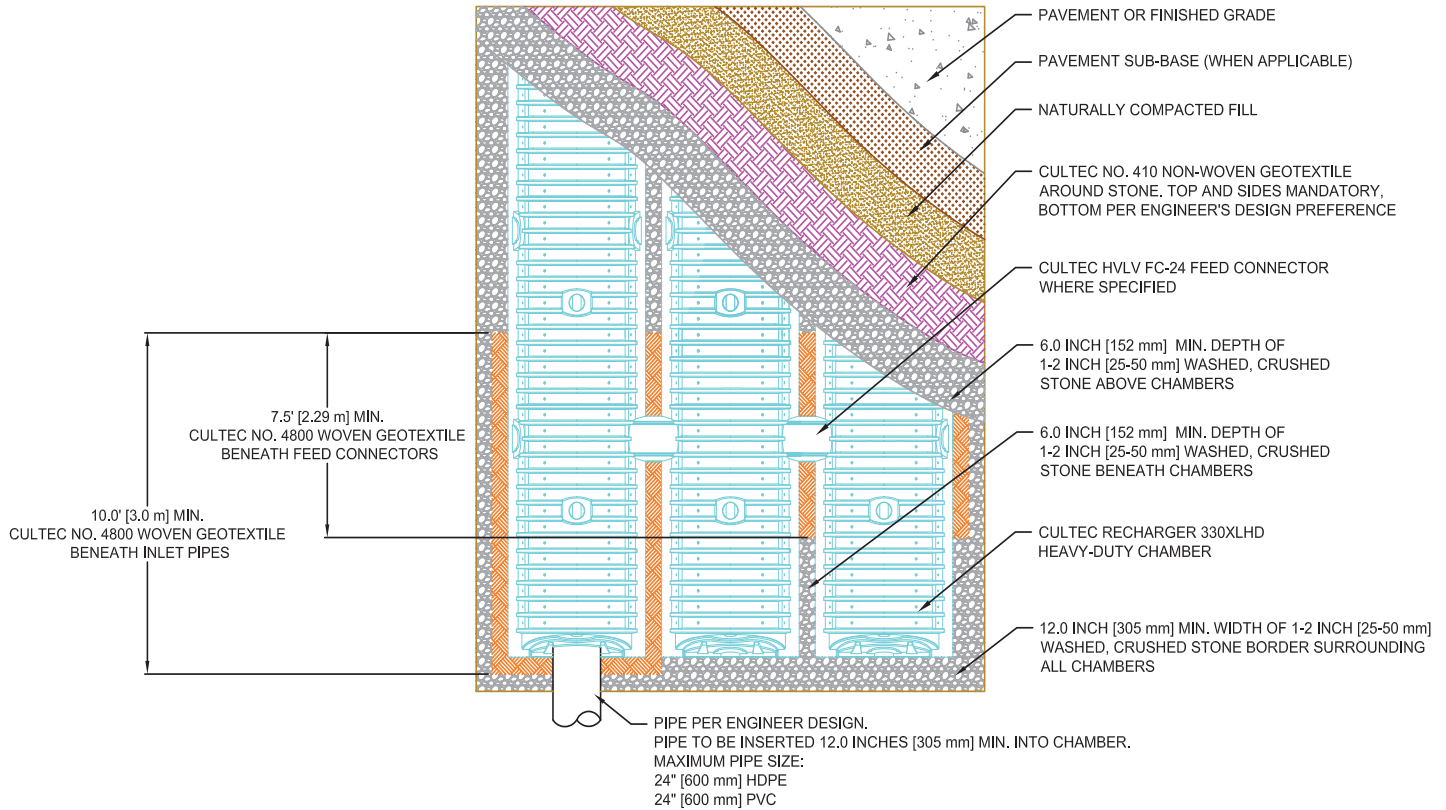 PAVEMENT OR FINISHED GRADE
PAVEMENT SUB-BASE (WHEN APPLICABLE)
NATURALLY COMPACTED FILL
CULTEC NO. 410 NON-WOVEN GEOTEXTILE
AROUND STONE. TOP AND SIDES MANDATORY,
BOTTOM PER ENGINEER'S DESIGN PREFERENCE
CULTEC HVLV FC-24 FEED CONNECTOR
WHERE SPECIFIED
6.0 INCH [152 mm] MIN. DEPTH OF
1-2 INCH [25-50 mm] WASHED, CRUSHED
STONE ABOVE CHAMBERS
6.0 INCH [152 mm] MIN. DEPTH OF
1-2 INCH [25-50 mm] WASHED, CRUSHED
STONE BENEATH CHAMBERS
CULTEC RECHARGER 330XLHD
HEAVY-DUTY CHAMBER
12.0 INCH [305 mm] MIN. WIDTH OF 1-2 INCH [25-50 mm]
WASHED, CRUSHED STONE BORDER SURROUNDING
ALL CHAMBERS
7.5' [2.29 m] MIN.
CULTEC NO. 4800 WOVEN GEOTEXTILE
BENEATH FEED CONNECTORS
10.0' [3.0 m] MIN.
CULTEC NO. 4800 WOVEN GEOTEXTILE
BENEATH INLET PIPES
PIPE PER ENGINEER DESIGN.
PIPE TO BE INSERTED 12.0 INCHES [305 mm] MIN. INTO CHAMBER.
MAXIMUM PIPE SIZE:
24" [600 mm] HDPE
24" [600 mm] PVC